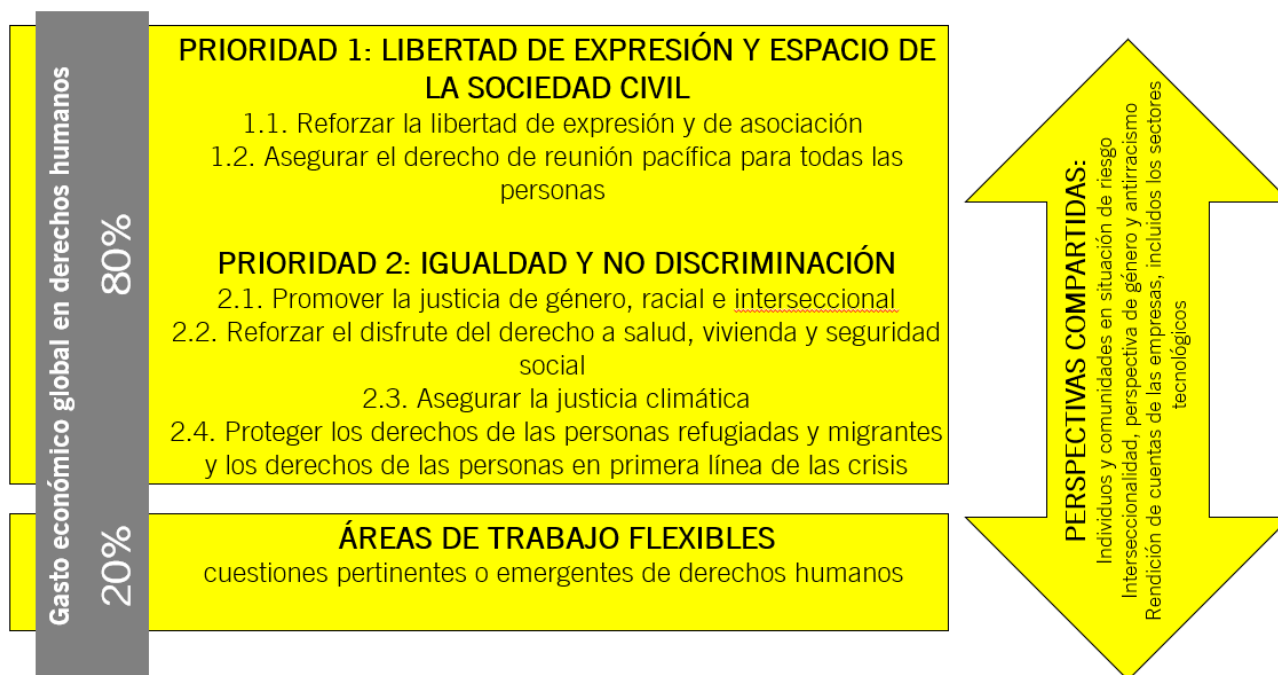 Gasto económico global en derechos humanos
80%
20%
PRIORIDAD 1: LIBERTAD DE EXPRESIÓN Y ESPACIO DE
LA SOCIEDAD CIVIL
1.1. Reforzar la libertad de expresión y de asociación
1.2. Asegurar el derecho de reunión pacífica para todas las
personas
PRIORIDAD 2: IGUALDAD Y NO DISCRIMINACIÓN
2.1. Promover la justicia de género, racial e interseccional
2.2. Reforzar el disfrute del derecho a salud, vivienda y seguridad
social
2.3. Asegurar la justicia climática
2.4. Proteger los derechos de las personas refugiadas y migrantes
y los derechos de las personas en primera línea de las crisis
ÁREAS DE TRABAJO FLEXIBLES
cuestiones pertinentes o emergentes de derechos humanos
PERSPECTIVAS COMPARTIDAS:
Individuos y comunidades en situación de riesgo
Interseccionalidad, perspectiva de género y antirracismo
Rendición de cuentas de las empresas, incluidos los sectores
tecnológicos